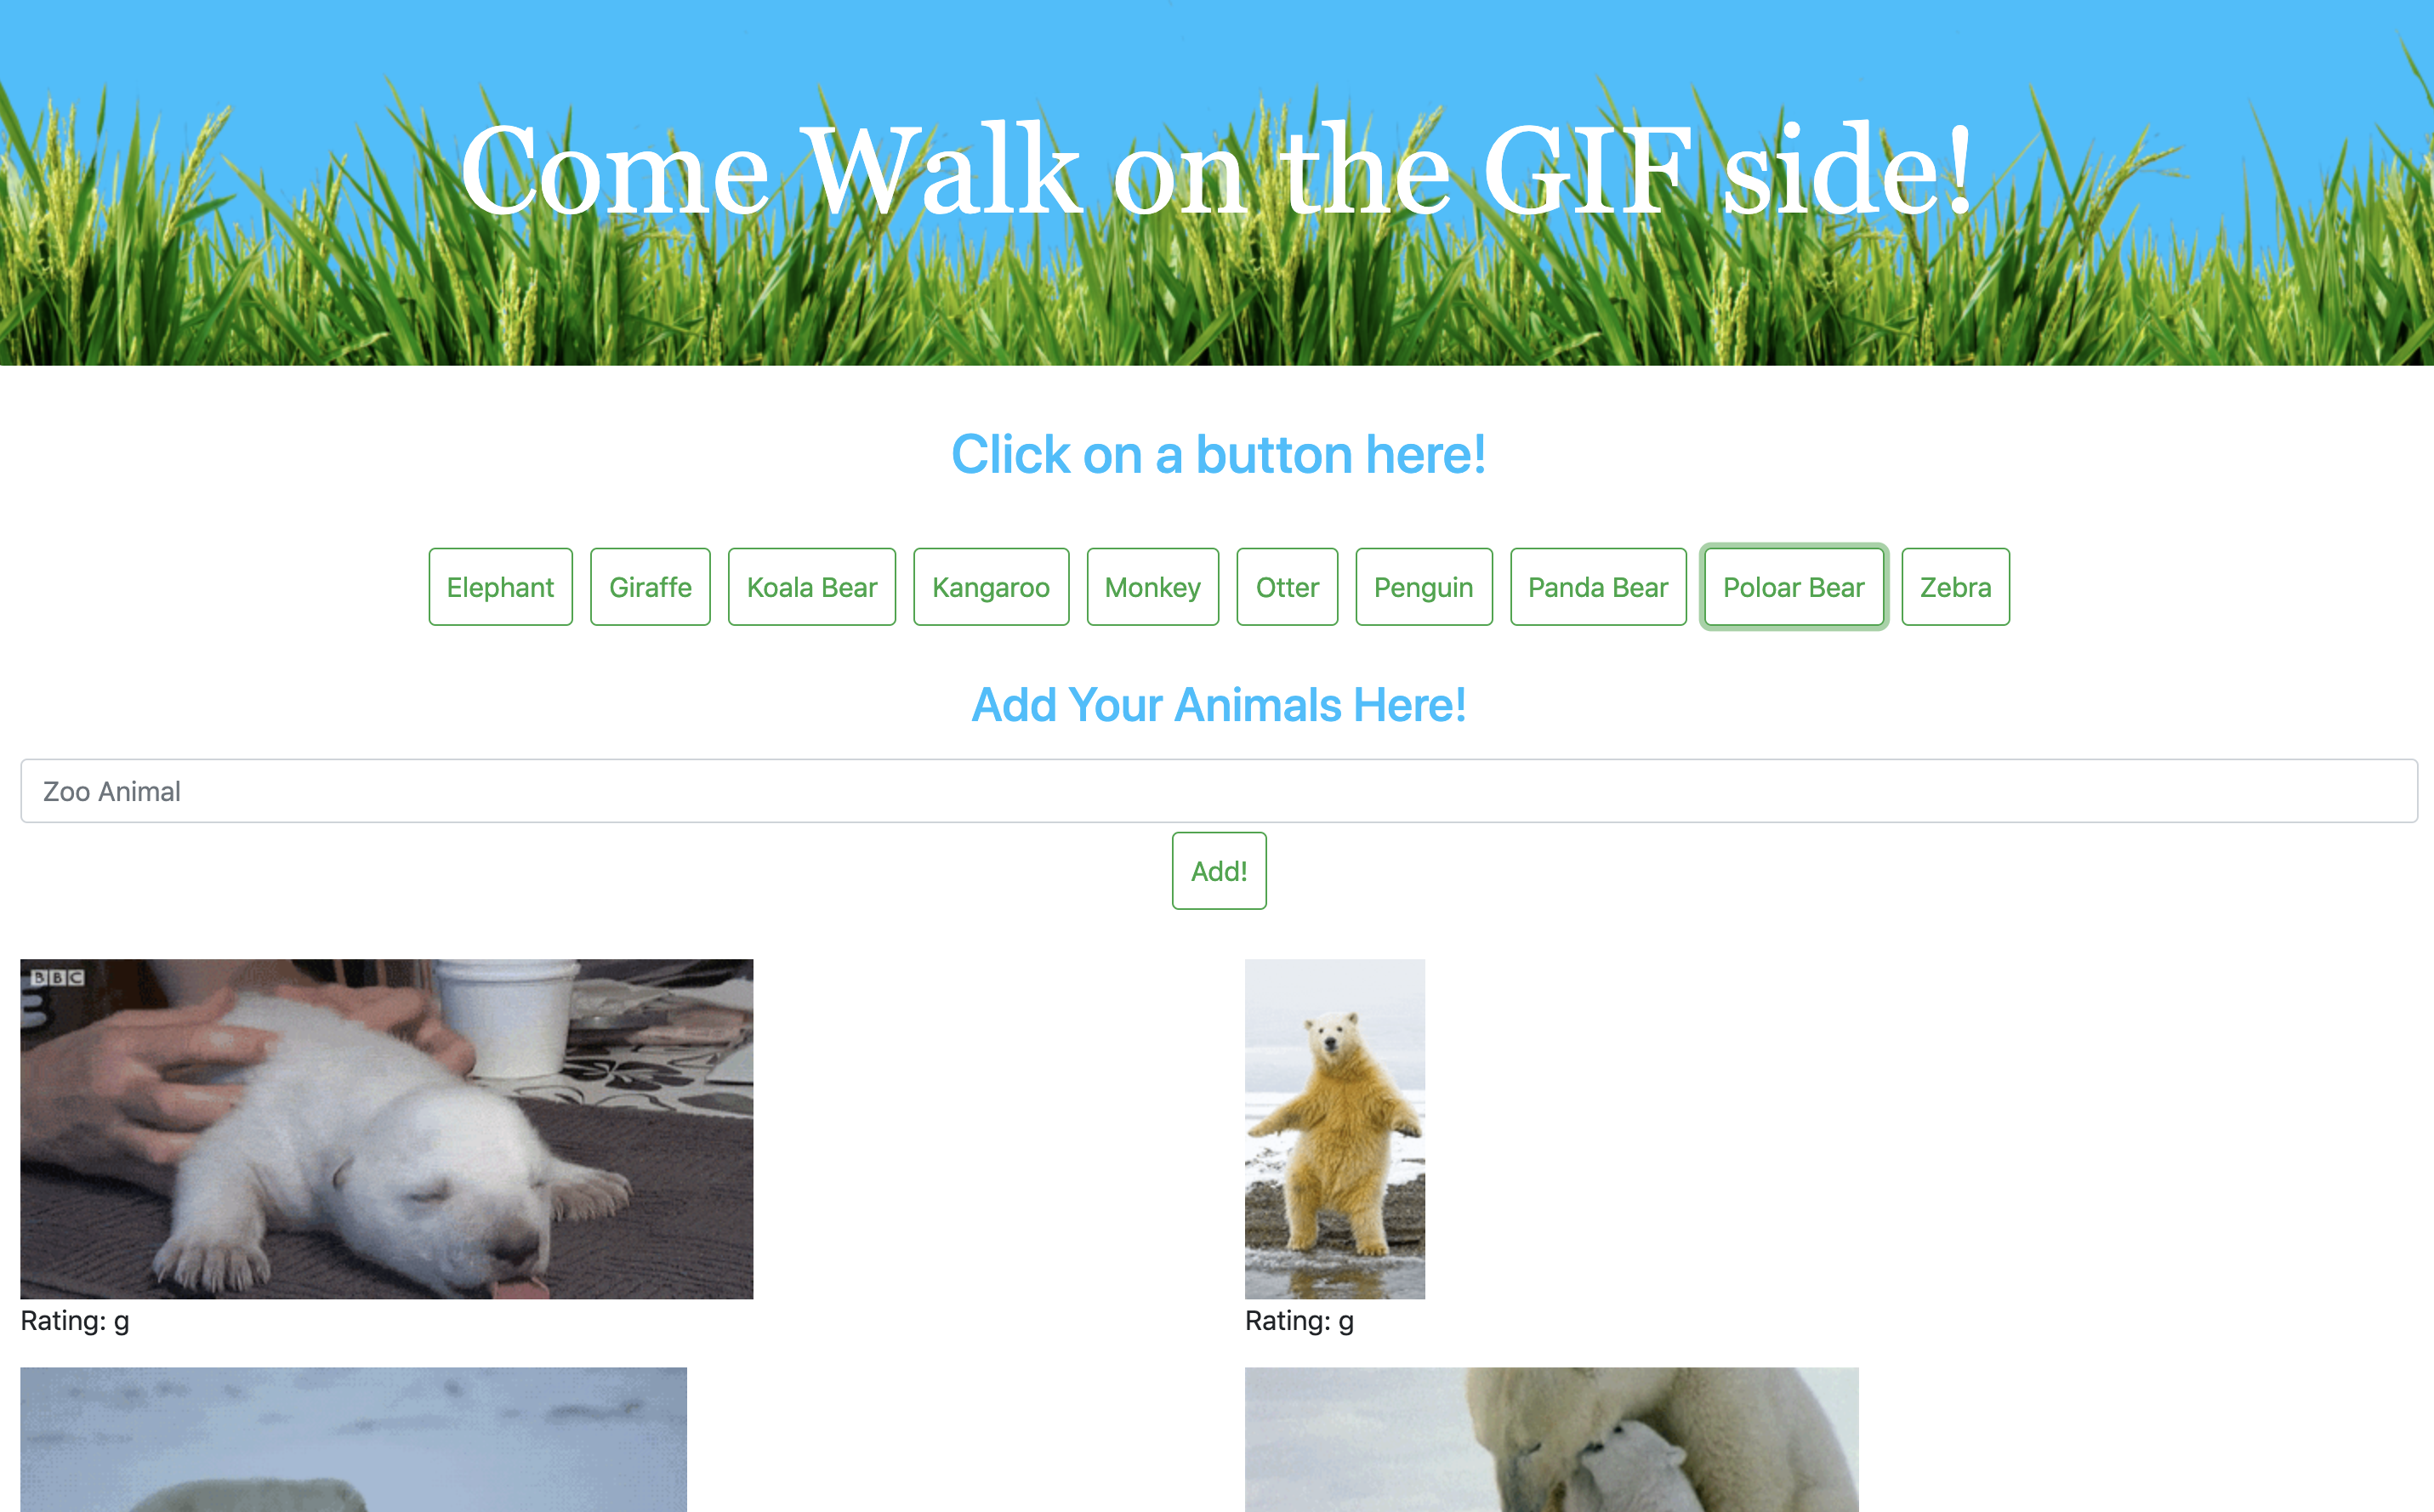 Come Walk on the GIF side!
Click on a button here!
Elephant Giraffe Koala Bear Kangaroo Monkey Otter Penguin Panda Bear Poloar Bear Zebra
Add Your Animals Here!
Zoo Animal
Add!
BBC
Rating: g Rating: g